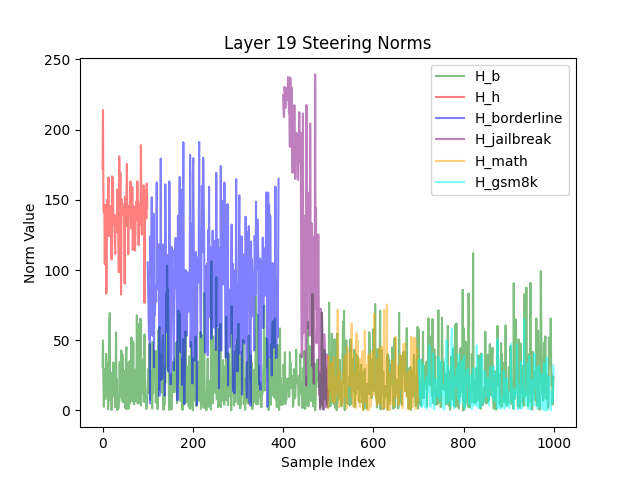 Layer 19 Steering Norms
250
200
150
100
50
0
Norm Value
H_b
H_h
H_borderline
H_jailbreak
H_math
H_gsm8k
0 200 400 600 800 1000
Sample Index